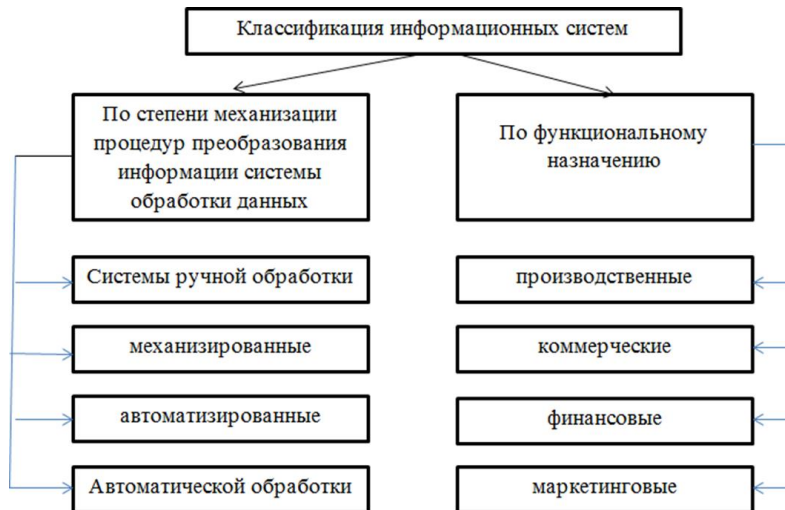 Классификация информационных систем
По степени механизации
процедур преобразования
информации системы
обработки данных
По функциональному
назначению
Системы ручной обработки
производственные
механизированные
коммерческие
автоматизированные
финансовые
Автоматической обработки
маркетинговые